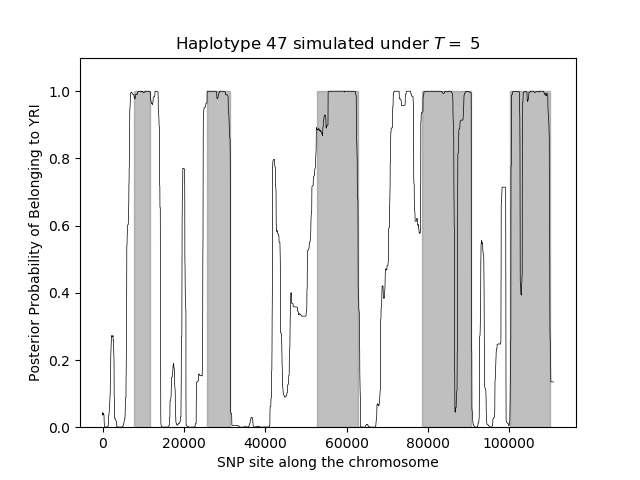 Haplotype 47 simulated under T = 5
Posterior Probability of Belonging to YRI
1.0
0.8
0.6
0.4
0.2
0.0
0 20000 40000 60000 80000 100000
SNP site along the chromosome